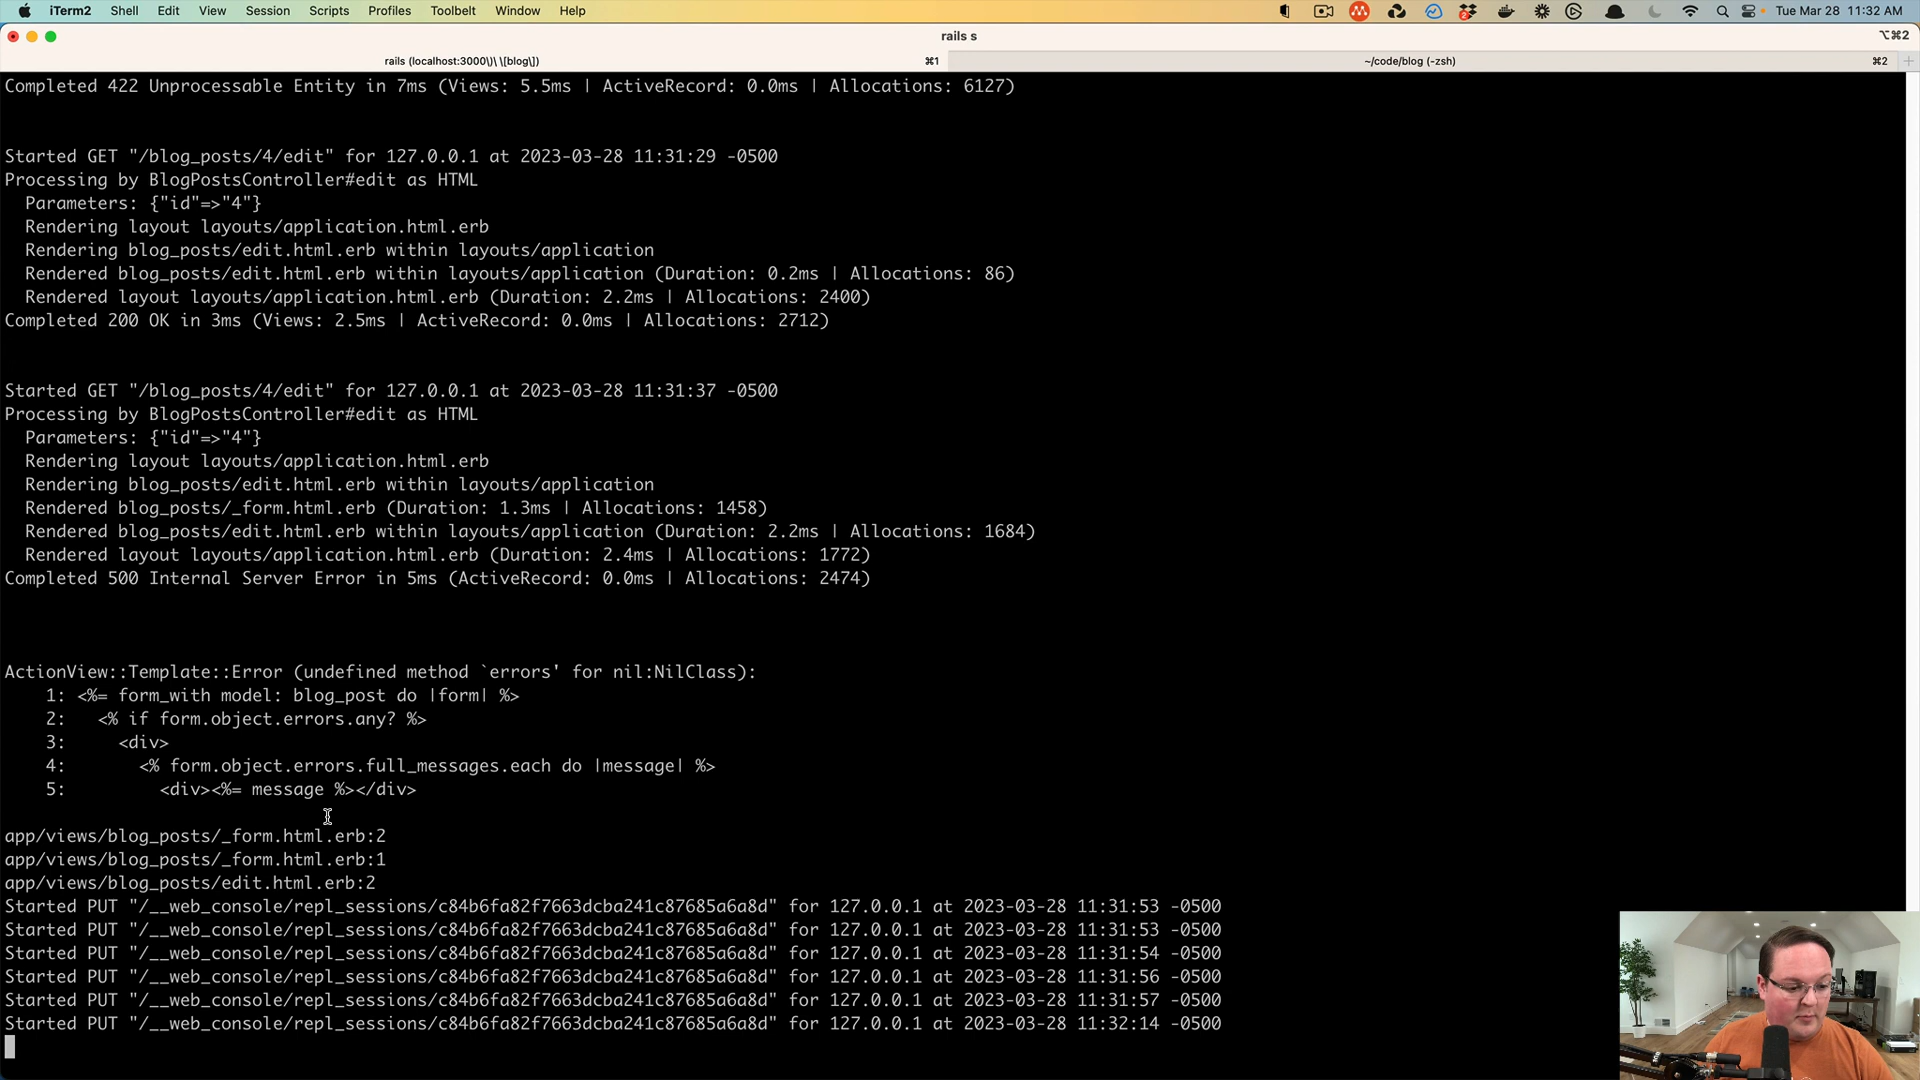 iTerm2 Shell Edit View Session Scripts Profiles Toolbelt Window Help Tue Mar 28 11:32 AM
rails s ⌥⌘2
rails (localhost:3000\)\ \[blog\]) ⌘1 ~/code/blog (-zsh) ⌘2
Completed 422 Unprocessable Entity in 7ms (Views: 5.5ms | ActiveRecord: 0.0ms | Allocations: 6127)
Started GET "/blog_posts/4/edit" for 127.0.0.1 at 2023-03-28 11:31:29 -0500
Processing by BlogPostsController#edit as HTML
Parameters: {"id"=>"4"}
Rendering layout layouts/application.html.erb
Rendering blog_posts/edit.html.erb within layouts/application
Rendered blog_posts/edit.html.erb within layouts/application (Duration: 0.2ms | Allocations: 86)
Rendered layout layouts/application.html.erb (Duration: 2.2ms | Allocations: 2400)
Completed 200 OK in 3ms (Views: 2.5ms | ActiveRecord: 0.0ms | Allocations: 2712)
Started GET "/blog_posts/4/edit" for 127.0.0.1 at 2023-03-28 11:31:37 -0500
Processing by BlogPostsController#edit as HTML
Parameters: {"id"=>"4"}
Rendering layout layouts/application.html.erb
Rendering blog_posts/edit.html.erb within layouts/application
Rendered blog_posts/_form.html.erb (Duration: 1.3ms | Allocations: 1458)
Rendered blog_posts/edit.html.erb within layouts/application (Duration: 2.2ms | Allocations: 1684)
Rendered layout layouts/application.html.erb (Duration: 2.4ms | Allocations: 1772)
Completed 500 Internal Server Error in 5ms (ActiveRecord: 0.0ms | Allocations: 2474)
ActionView::Template::Error (undefined method `errors' for nil:NilClass):
1: <%= form_with model: blog_post do |form| %>
2: <% if form.object.errors.any? %>
3: <div>
4: <% form.object.errors.full_messages.each do |message| %>
5: <div><%= message %></div>
app/views/blog_posts/_form.html.erb:2
app/views/blog_posts/_form.html.erb:1
app/views/blog_posts/edit.html.erb:2
Started PUT "/__web_console/repl_sessions/c84b6fa82f7663dcba241c87685a6a8d" for 127.0.0.1 at 2023-03-28 11:31:53 -0500
Started PUT "/__web_console/repl_sessions/c84b6fa82f7663dcba241c87685a6a8d" for 127.0.0.1 at 2023-03-28 11:31:53 -0500
Started PUT "/__web_console/repl_sessions/c84b6fa82f7663dcba241c87685a6a8d" for 127.0.0.1 at 2023-03-28 11:31:54 -0500
Started PUT "/__web_console/repl_sessions/c84b6fa82f7663dcba241c87685a6a8d" for 127.0.0.1 at 2023-03-28 11:31:56 -0500
Started PUT "/__web_console/repl_sessions/c84b6fa82f7663dcba241c87685a6a8d" for 127.0.0.1 at 2023-03-28 11:31:57 -0500
Started PUT "/__web_console/repl_sessions/c84b6fa82f7663dcba241c87685a6a8d" for 127.0.0.1 at 2023-03-28 11:32:14 -0500